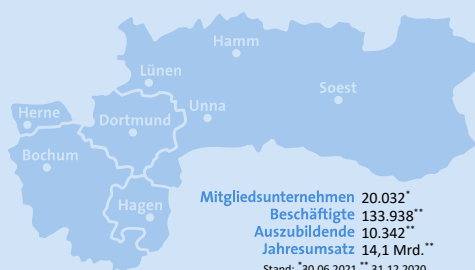 Hamm
Lünen
Soest
Herne
Unna
Dortmund
Bochum
Hagen
Mitgliedsunternehmen 20.032*
Beschäftigte 133.938**
Auszubildende 10.342**
Jahresumsatz 14,1 Mrd.**
Stand: *30.06.2021 ** 31.12.2020